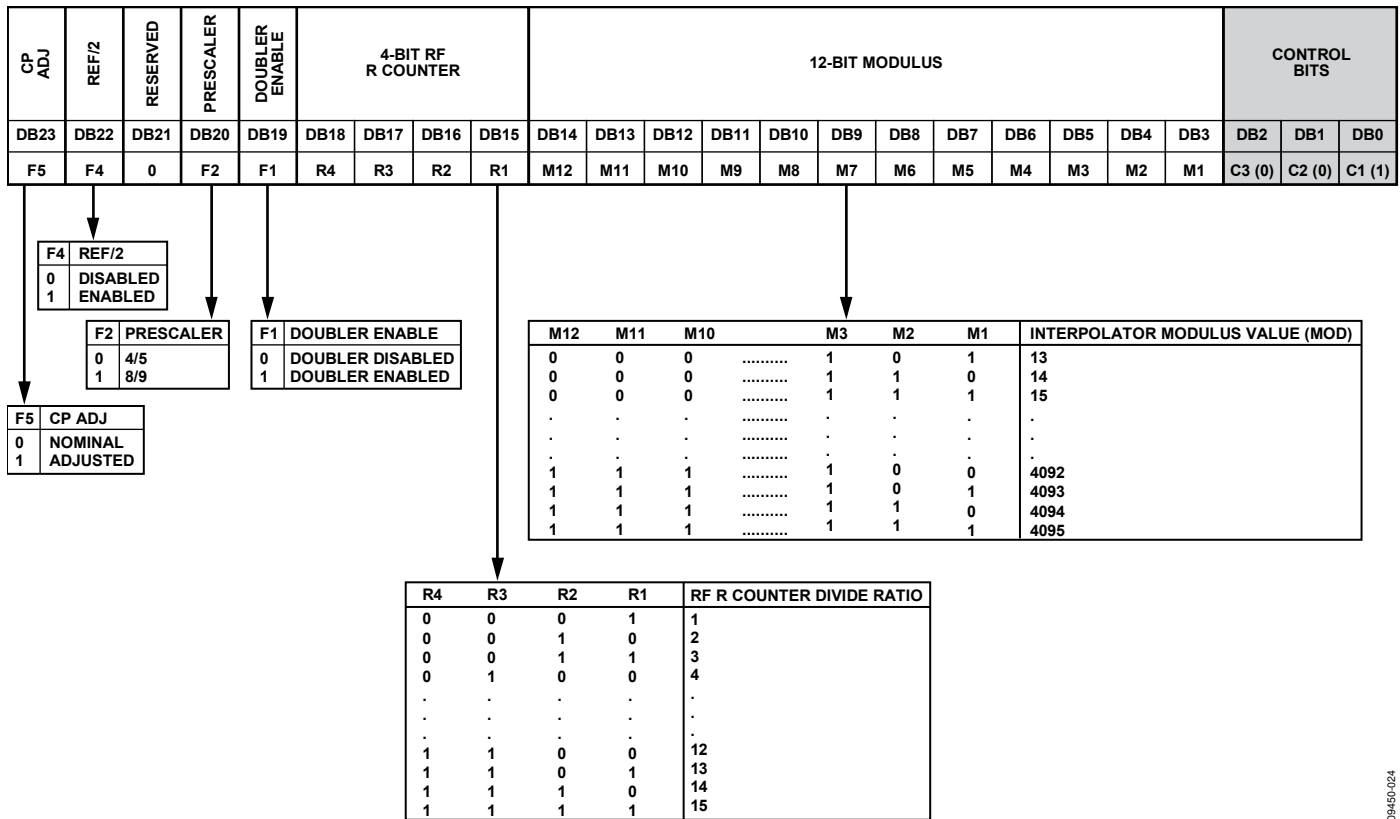 CP ADJ REF/2 RESERVED PRESCALER DOUBLER ENABLE 4-BIT RF R COUNTER 12-BIT MODULUS CONTROL BITS
DB23 DB22 DB21 DB20 DB19 DB18 DB17 DB16 DB15 DB14 DB13 DB12 DB11 DB10 DB9 DB8 DB7 DB6 DB5 DB4 DB3 DB2 DB1 DB0
F5 F4 0 F2 F1 R4 R3 R2 R1 M12 M11 M10 M9 M8 M7 M6 M5 M4 M3 M2 M1 C3 (0) C2 (0) C1 (1)
F4 REF/2
0 DISABLED
1 ENABLED
F2 PRESCALER
0 4/5
1 8/9
F1 DOUBLER ENABLE
0 DOUBLER DISABLED
1 DOUBLER ENABLED
F5 CP ADJ
0 NOMINAL
1 ADJUSTED
M12 M11 M10 M3 M2 M1 INTERPOLATOR MODULUS VALUE (MOD)
0 0 0 .......... 1 0 1 13
0 0 0 .......... 1 1 0 14
0 0 0 .......... 1 1 1 15
. . . .......... . . . .
. . . .......... . . . .
. . . .......... . . . .
1 1 1 .......... 1 0 0 4092
1 1 1 .......... 1 0 1 4093
1 1 1 .......... 1 1 0 4094
1 1 1 .......... 1 1 1 4095
R4 R3 R2 R1 RF R COUNTER DIVIDE RATIO
0 0 0 1 1
0 0 1 0 2
0 0 1 1 3
0 1 0 0 4
. . . . .
. . . . .
. . . . .
1 1 0 0 12
1 1 0 1 13
1 1 1 0 14
1 1 1 1 15
09450-024